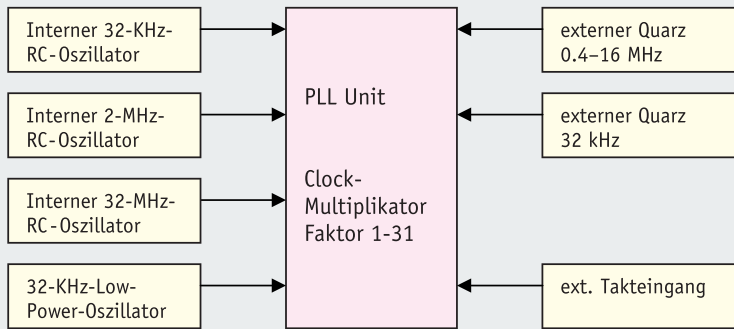 Interner 32-KHz-
RC-Oszillator
Interner 2-MHz-
RC-Oszillator
Interner 32-MHz-
RC-Oszillator
32-KHz-Low-
Power-Oszillator
PLL Unit
Clock-
Multiplikator
Faktor 1-31
externer Quarz
0.4–16 MHz
externer Quarz
32 kHz
ext. Takteingang